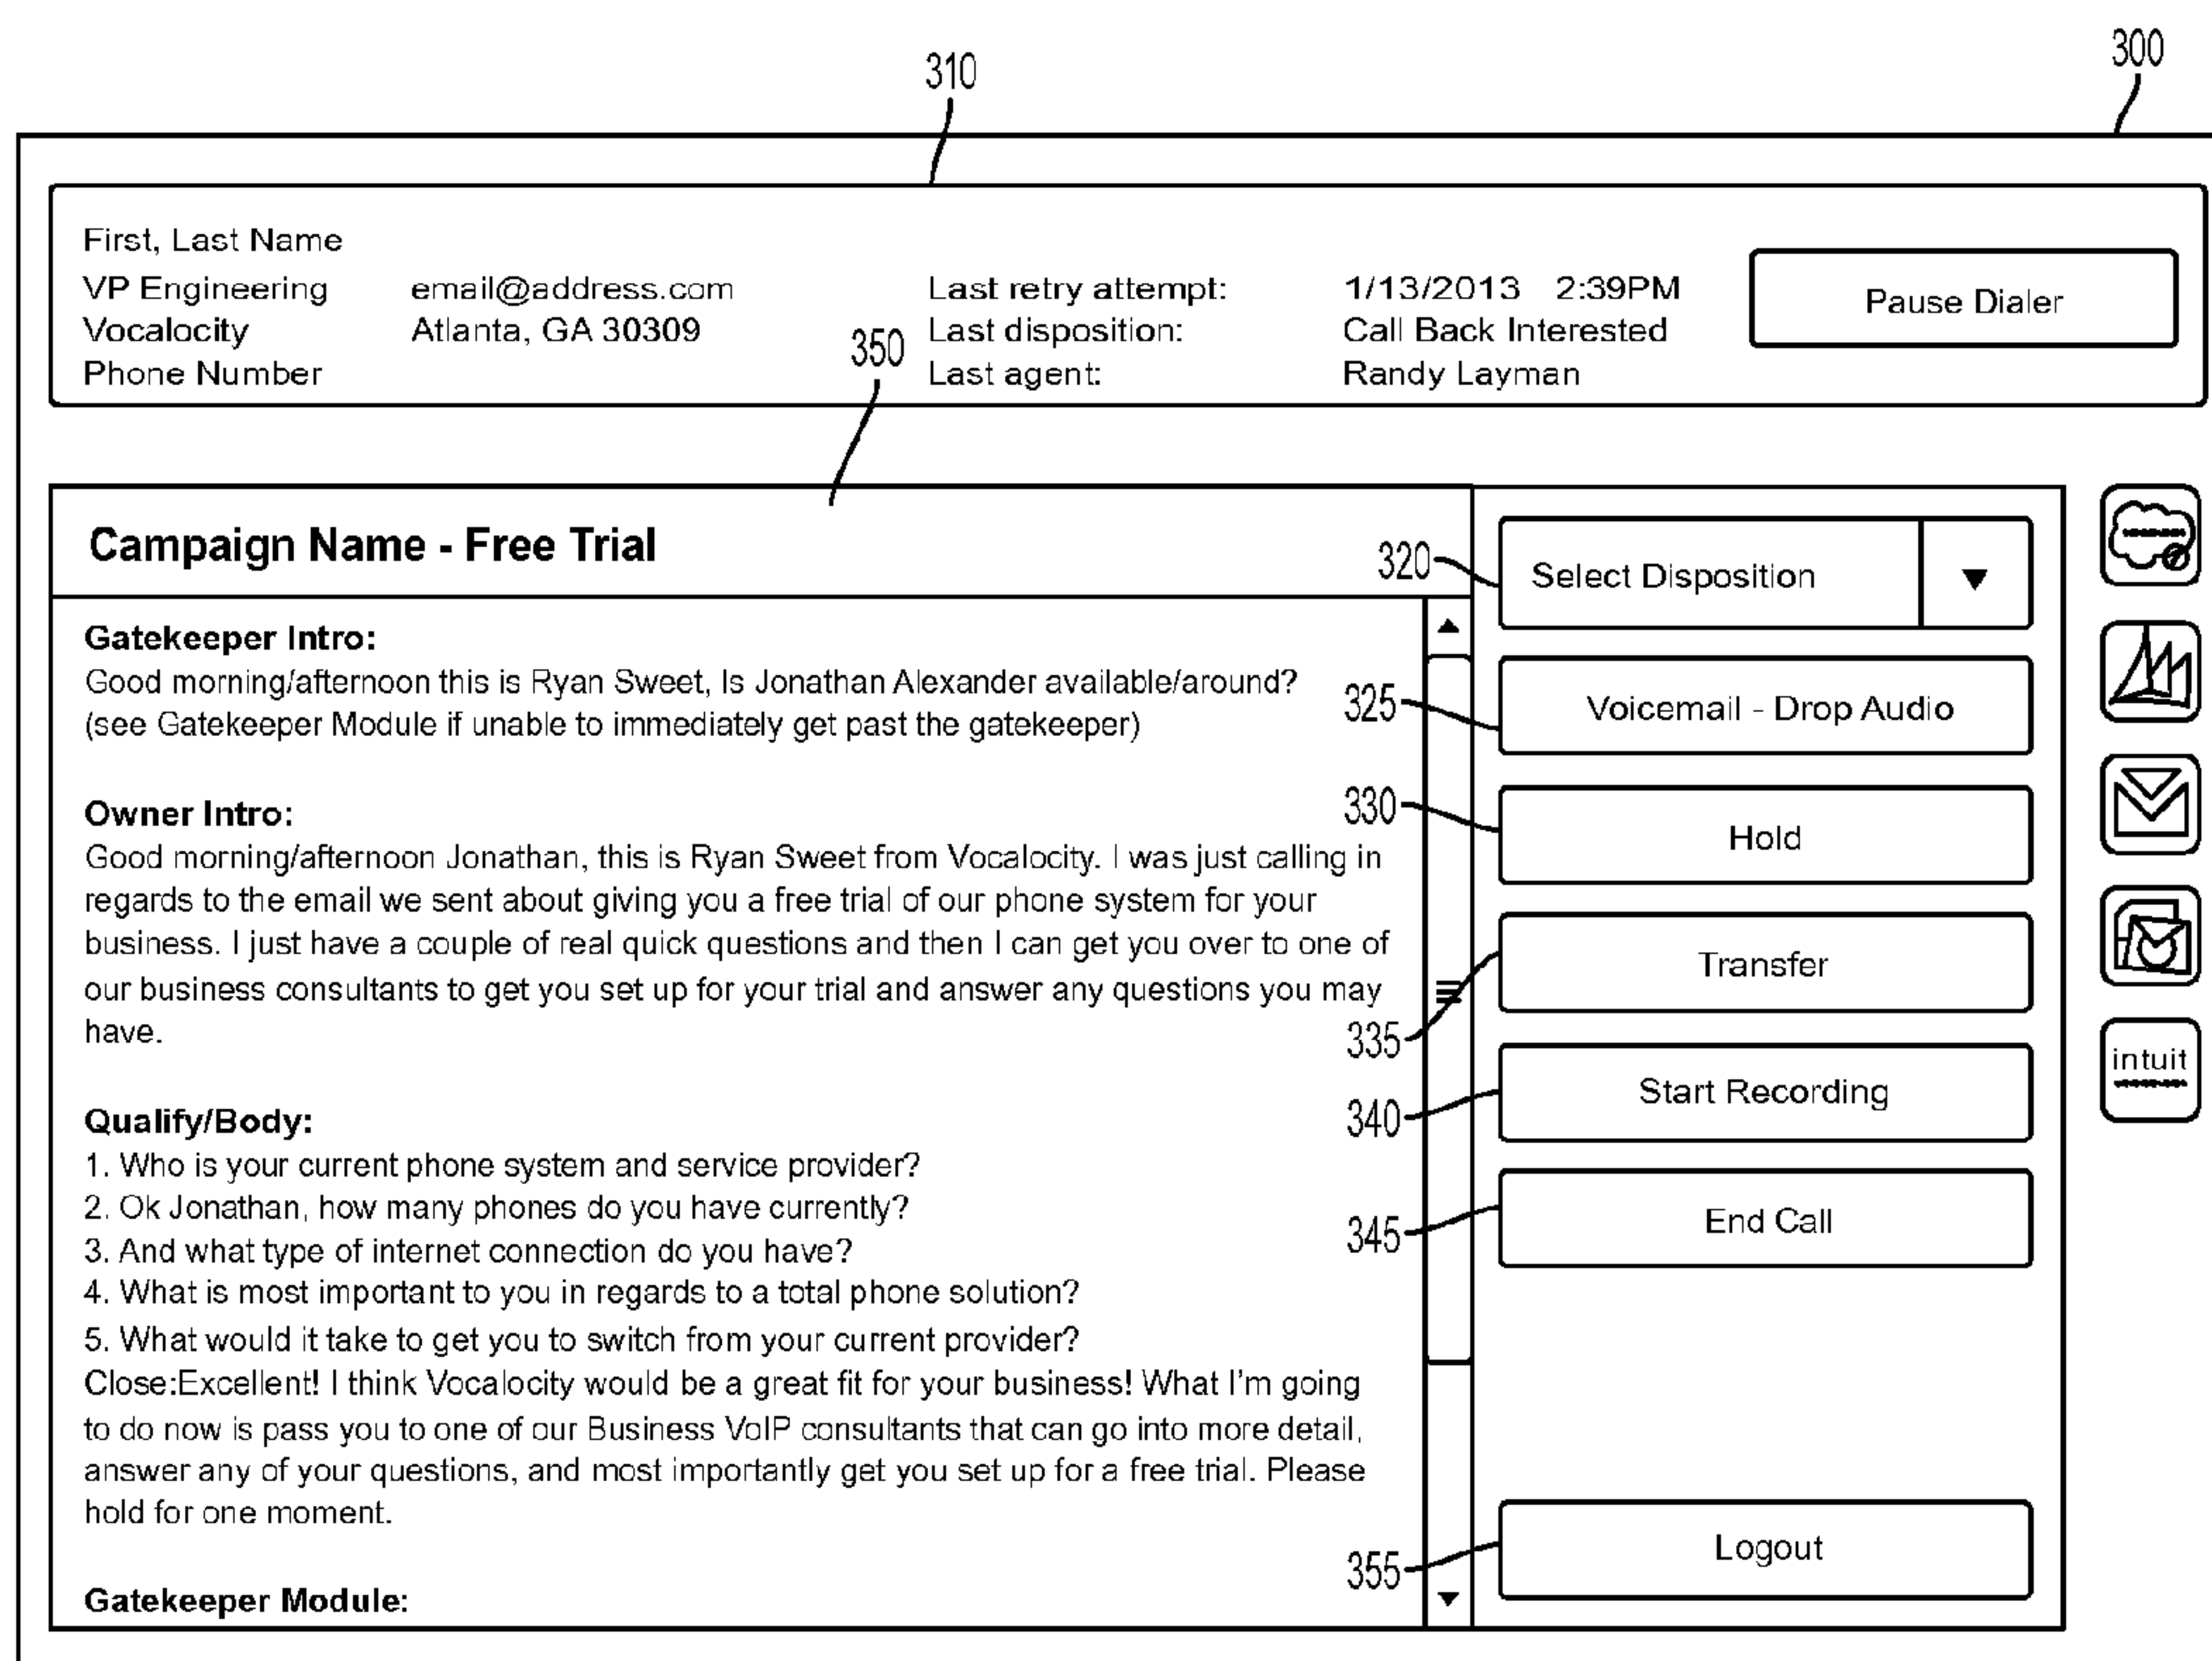 300
310
First, Last Name
VP Engineering email@address.com Last retry attempt: 1/13/2013 2:39PM Pause Dialer
Vocalocity Atlanta, GA 30309 350 Last disposition: Call Back Interested
Phone Number Last agent: Randy Layman
Campaign Name - Free Trial
320 Select Disposition
Gatekeeper Intro:
Good morning/afternoon this is Ryan Sweet, Is Jonathan Alexander available/around?
(see Gatekeeper Module if unable to immediately get past the gatekeeper)
325 Voicemail - Drop Audio
Owner Intro:
330 Hold
Good morning/afternoon Jonathan, this is Ryan Sweet from Vocalocity. I was just calling in
regards to the email we sent about giving you a free trial of our phone system for your
business. I just have a couple of real quick questions and then I can get you over to one of
our business consultants to get you set up for your trial and answer any questions you may
have.
335 Transfer
Qualify/Body:
340 Start Recording
intuit
1. Who is your current phone system and service provider?
2. Ok Jonathan, how many phones do you have currently?
3. And what type of internet connection do you have?
345 End Call
4. What is most important to you in regards to a total phone solution?
5. What would it take to get you to switch from your current provider?
Close:Excellent! I think Vocalocity would be a great fit for your business! What I'm going
to do now is pass you to one of our Business VoIP consultants that can go into more detail,
answer any of your questions, and most importantly get you set up for a free trial. Please
hold for one moment.
355 Logout
Gatekeeper Module: